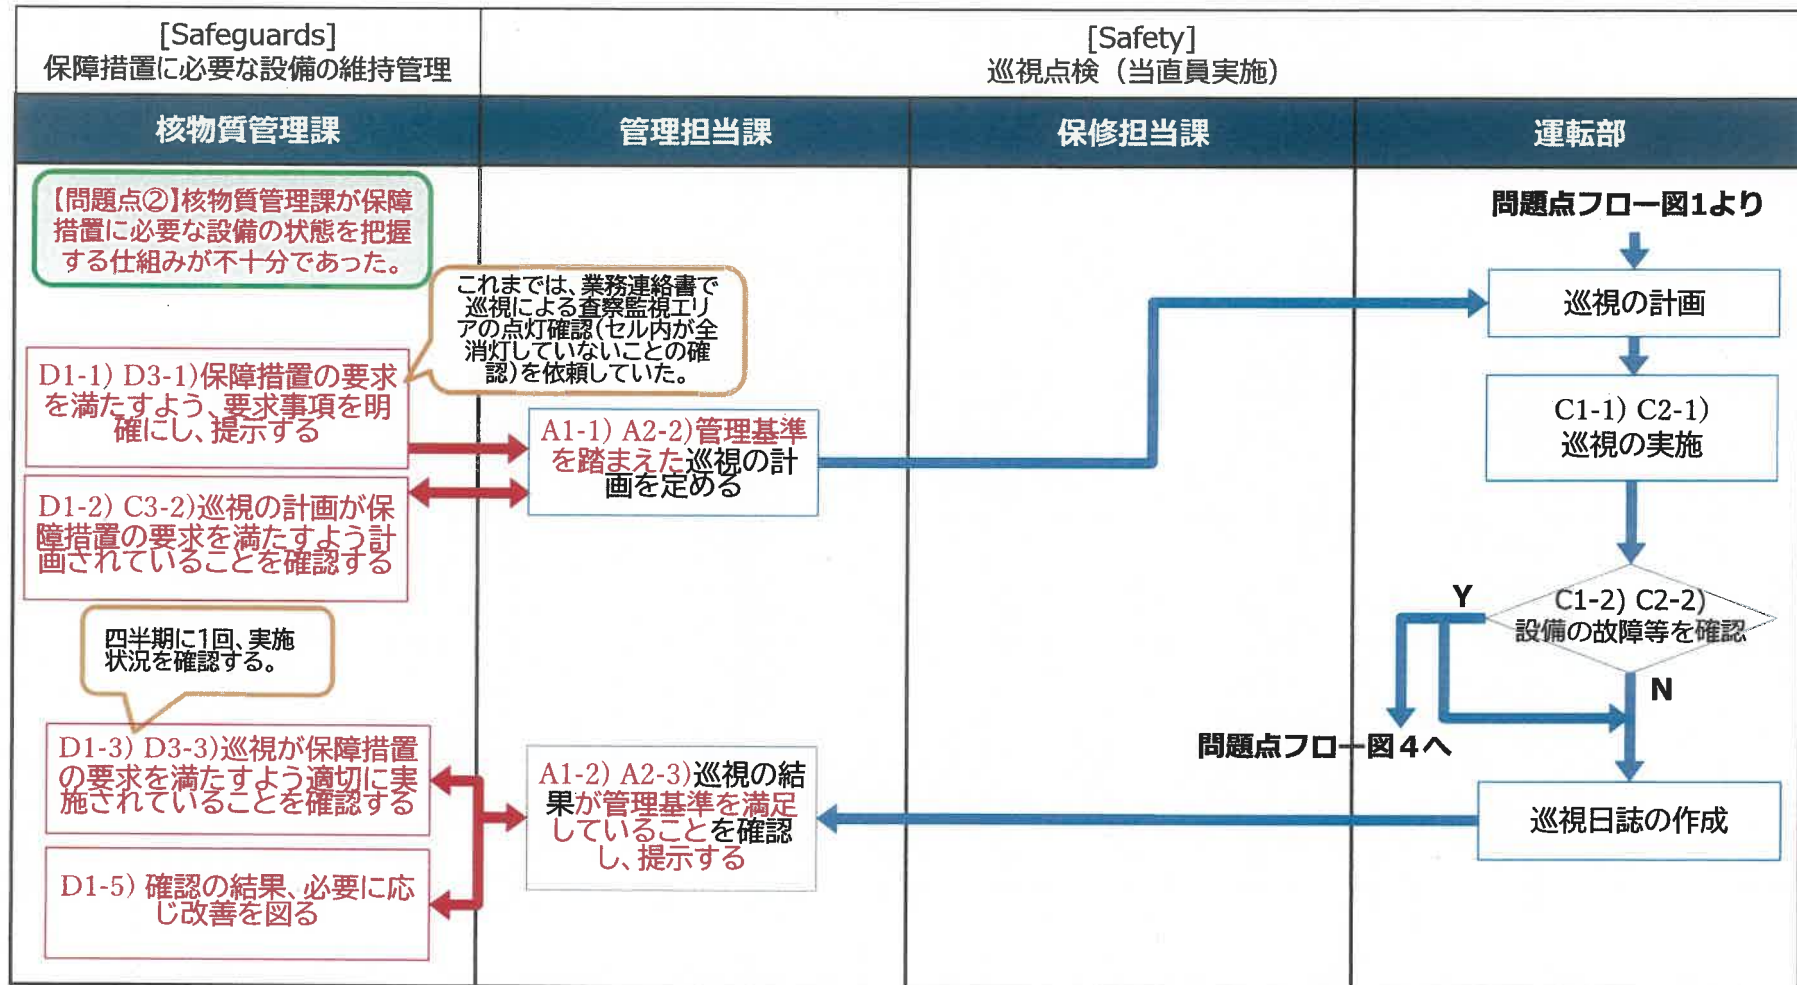 [Safeguards]
保障措置に必要な設備の維持管理
[Safety]
巡視点検（当直員実施）
核物質管理課
管理担当課
保修担当課
運転部
【問題点②】核物質管理課が保障
措置に必要な設備の状態を把握
する仕組みが不十分であった。
これまでは、業務連絡書で
巡視による査察監視エリ
アの点灯確認(セル内が全
消灯していないことの確
認)を依頼していた。
D1-1) D3-1)保障措置の要求
を満たすよう、要求事項を明
確にし、提示する
D1-2) C3-2)巡視の計画が保
障措置の要求を満たすよう計
画されていることを確認する
四半期に1回、実施
状況を確認する。
D1-3) D3-3)巡視が保障措置
の要求を満たすよう適切に実
施されていることを確認する
D1-5) 確認の結果、必要に応
じ改善を図る
A1-1) A2-2)管理基準
を踏まえた巡視の計
画を定める
A1-2) A2-3)巡視の結
果が管理基準を満足
していることを確認
し、提示する
問題点フロー図1より
巡視の計画
C1-1) C2-1)
巡視の実施
C1-2) C2-2)
設備の故障等を確認
Y
N
問題点フロー図４へ
巡視日誌の作成